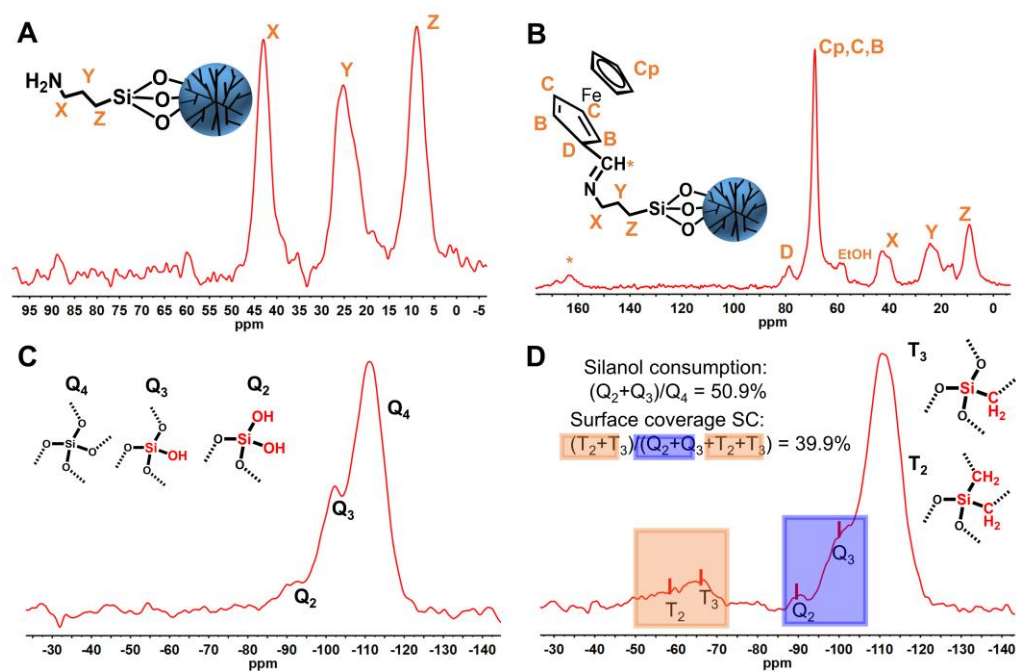 A
X
Z
Y
H₂N
Y
Si
O
O
O
X
Z
95 90 85 80 75 70 65 60 55 50 45 40 35 30 25 20 15 10 5 0 -5
ppm
B
Cp,C,B
Cp
Fe
C
C
B
B
D
CH*
N
Y
Si
O
O
O
X
Z
*
D
EtOH
X
Y
Z
160 140 120 100 80 60 40 20 0
ppm
C
Q₄ Q₃ Q₂
O
O Si O
O
O
O Si OH
O
OH
O Si OH
O
Q₄
Q₃
Q₂
-30 -40 -50 -60 -70 -80 -90 -100 -110 -120 -130 -140
ppm
D
Silanol consumption:
(Q₂+Q₃)/Q₄ = 50.9%
Surface coverage SC:
(T₂+T₃)/(Q₂+Q₃+T₂+T₃) = 39.9%
T₃
O
O Si CH₂
O
T₂
CH₂
O Si CH₂
O
T₂
T₃
Q₂
Q₃
-30 -40 -50 -60 -70 -80 -90 -100 -110 -120 -130 -140
ppm